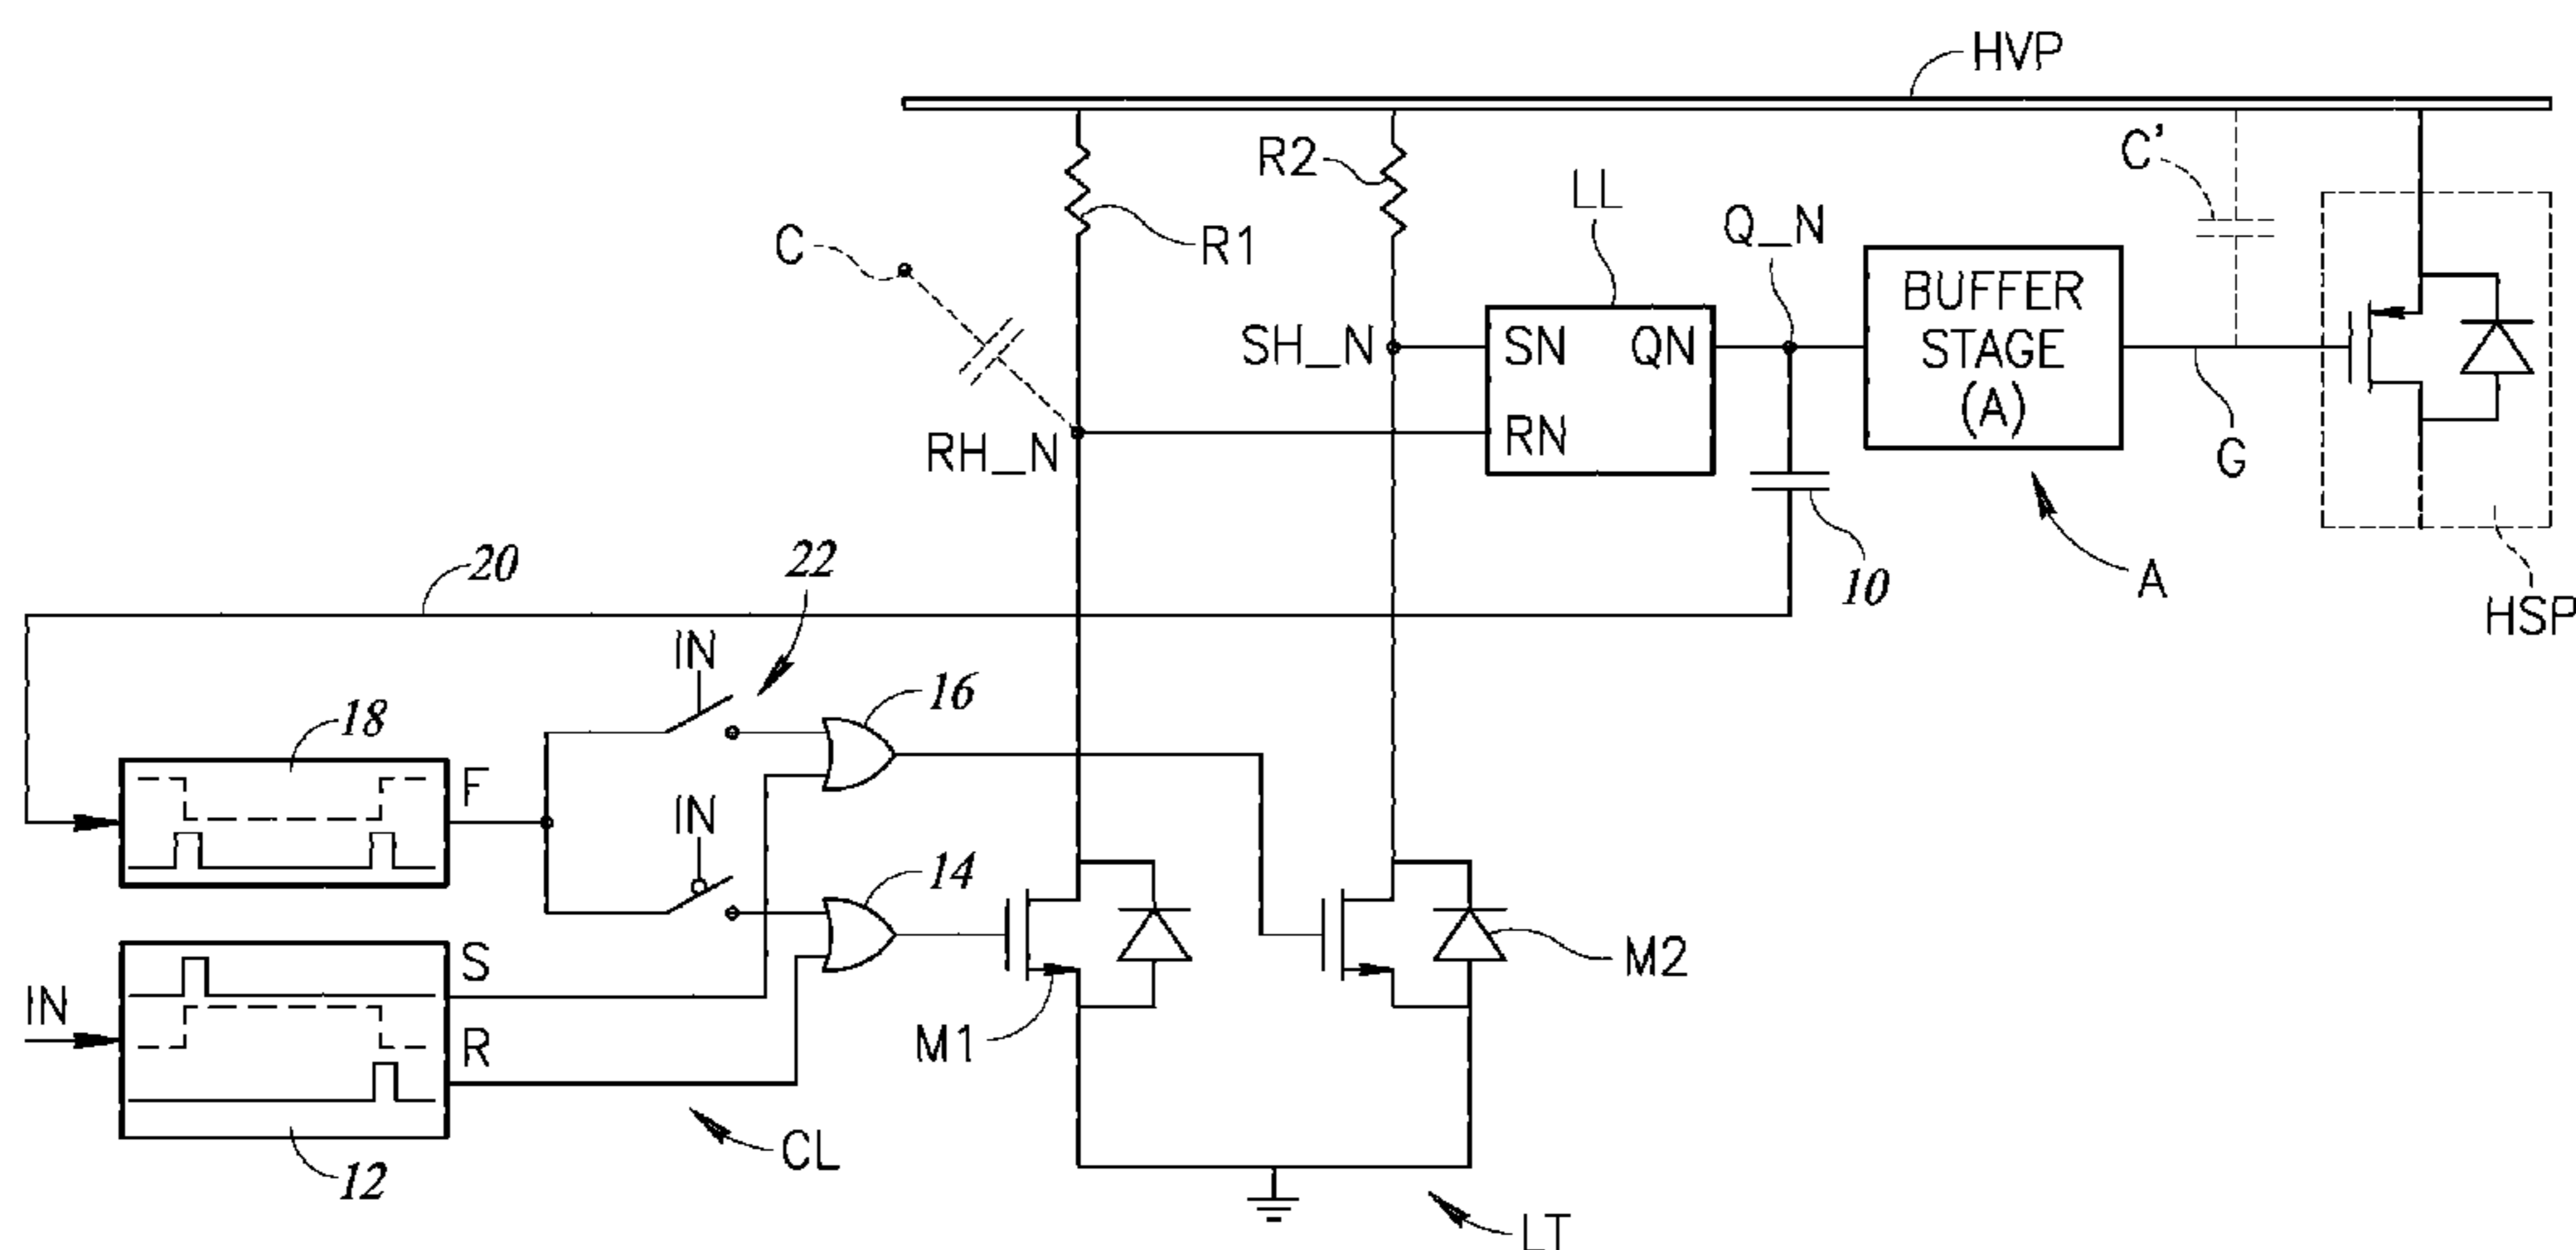 HVP
C'
R2
LL
Q_N
C
R1
BUFFER
STAGE
(A)
SH_N
SN QN
RH_N
RN
G
20
22
10
A
HSP
IN
16
18
F
IN
14
S
M2
IN
R
M1
CL
12
LT